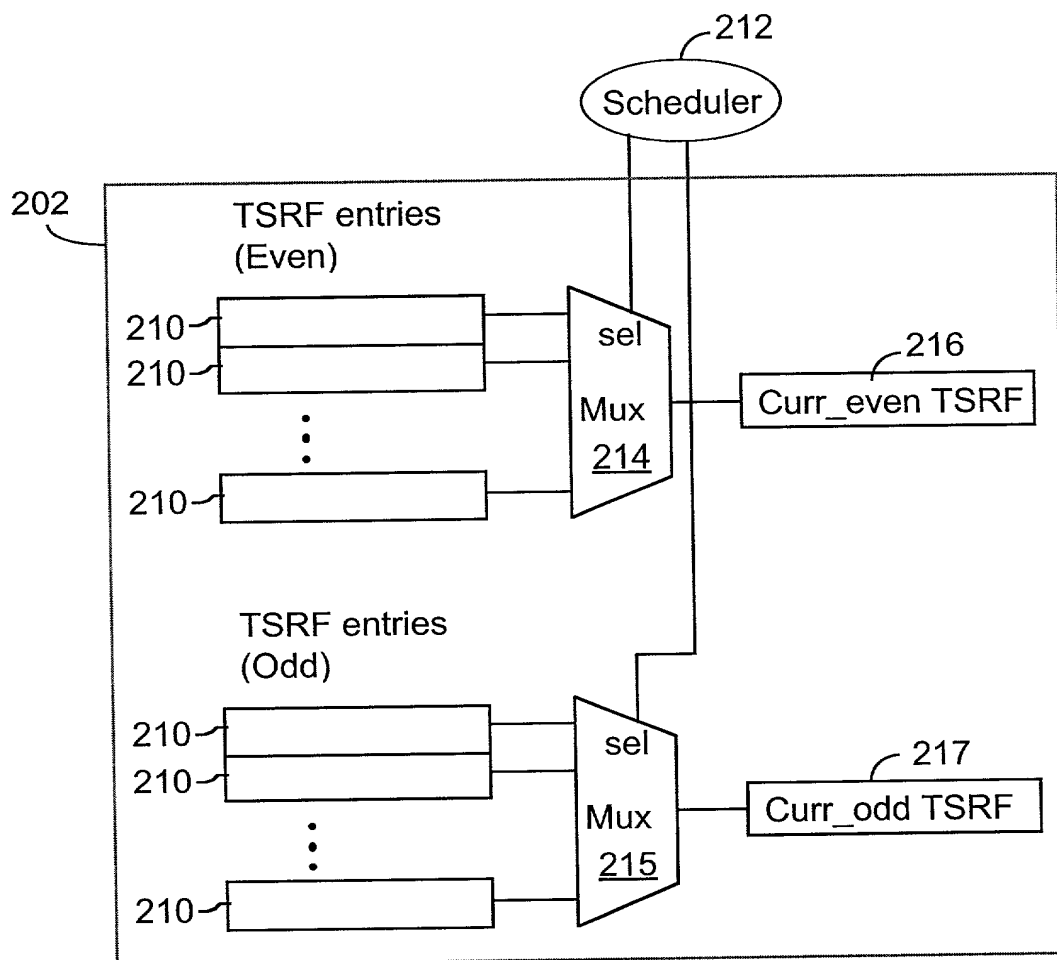 212
Scheduler
202
TSRF entries
(Even)
210
210
sel
216
Curr_even TSRF
Mux
214
210
TSRF entries
(Odd)
210
210
sel
217
Curr_odd TSRF
Mux
215
210